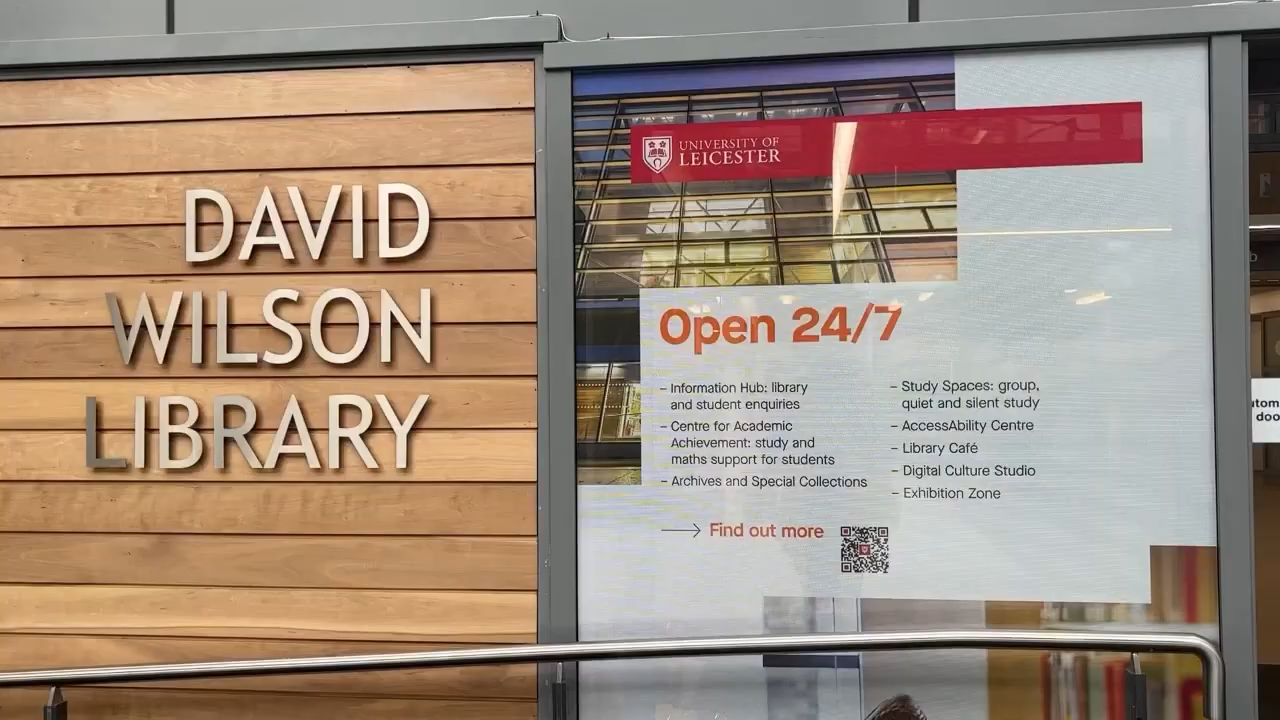 DAVID
WILSON
LIBRARY
UNIVERSITY OF
LEICESTER
Open 24/7
– Information Hub: library
and student enquiries
– Centre for Academic
Achievement: study and
maths support for students
– Archives and Special Collections
– Study Spaces: group,
quiet and silent study
– AccessAbility Centre
– Library Café
– Digital Culture Studio
– Exhibition Zone
Find out more